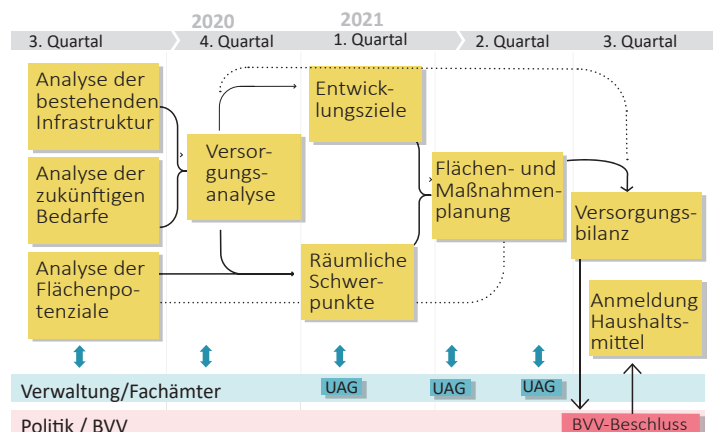 2020
2021
3. Quartal
4. Quartal
1. Quartal
2. Quartal
3. Quartal
Analyse der
bestehenden
Infrastruktur
Analyse der
zukünftigen
Bedarfe
Analyse der
Flächenpo-
tenziale
Versor-
gungs-
analyse
Entwick-
lungsziele
Räumliche
Schwer-
punkte
Flächen- und
Maßnahmen-
planung
Versorgungs-
bilanz
Anmeldung
Haushalts-
mittel
Verwaltung/Fachämter
UAG
UAG
UAG
Politik / BVV
BVV-Beschluss